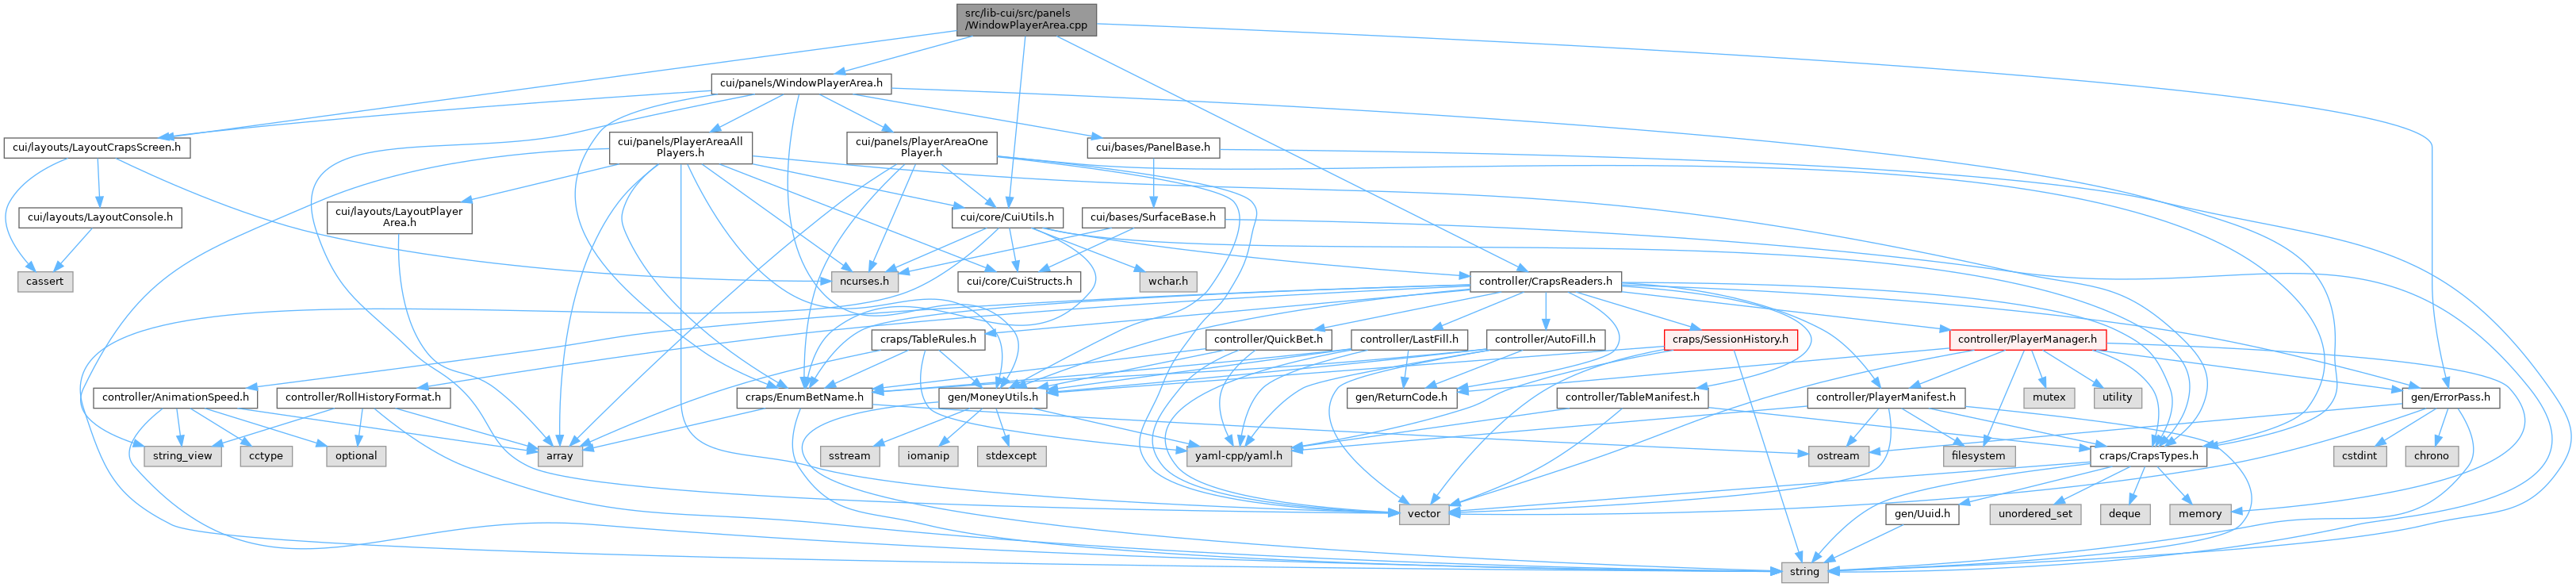 src/lib-cui/src/panels
/WindowPlayerArea.cpp
cui/panels/WindowPlayerArea.h
cui/layouts/LayoutCrapsScreen.h
cui/panels/PlayerAreaAll
Players.h
cui/panels/PlayerAreaOne
Player.h
cui/bases/PanelBase.h
cui/layouts/LayoutConsole.h
cui/layouts/LayoutPlayer
Area.h
cui/core/CuiUtils.h
cui/bases/SurfaceBase.h
cassert
ncurses.h
cui/core/CuiStructs.h
wchar.h
controller/CrapsReaders.h
craps/TableRules.h
controller/QuickBet.h
controller/LastFill.h
controller/AutoFill.h
craps/SessionHistory.h
controller/PlayerManager.h
controller/AnimationSpeed.h
controller/RollHistoryFormat.h
craps/EnumBetName.h
gen/MoneyUtils.h
gen/ReturnCode.h
controller/TableManifest.h
controller/PlayerManifest.h
mutex
utility
gen/ErrorPass.h
string_view
cctype
optional
array
sstream
iomanip
stdexcept
yaml-cpp/yaml.h
ostream
filesystem
craps/CrapsTypes.h
cstdint
chrono
vector
gen/Uuid.h
unordered_set
deque
memory
string